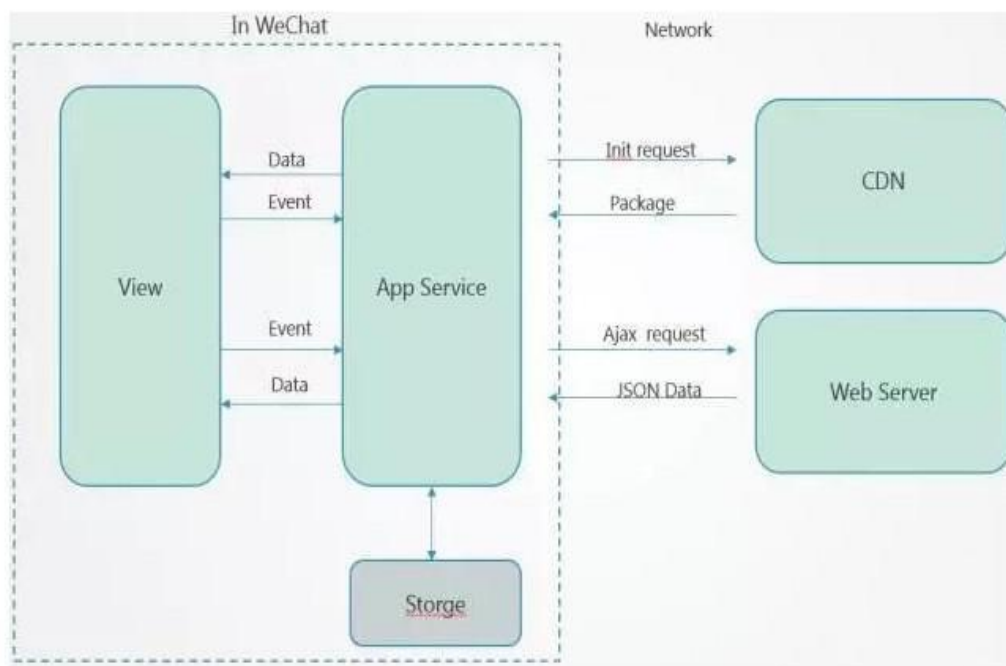 In WeChat
Network
Data
Event
View
Event
Data
App Service
Storge
Init request
Package
CDN
Ajax request
JSON Data
Web Server